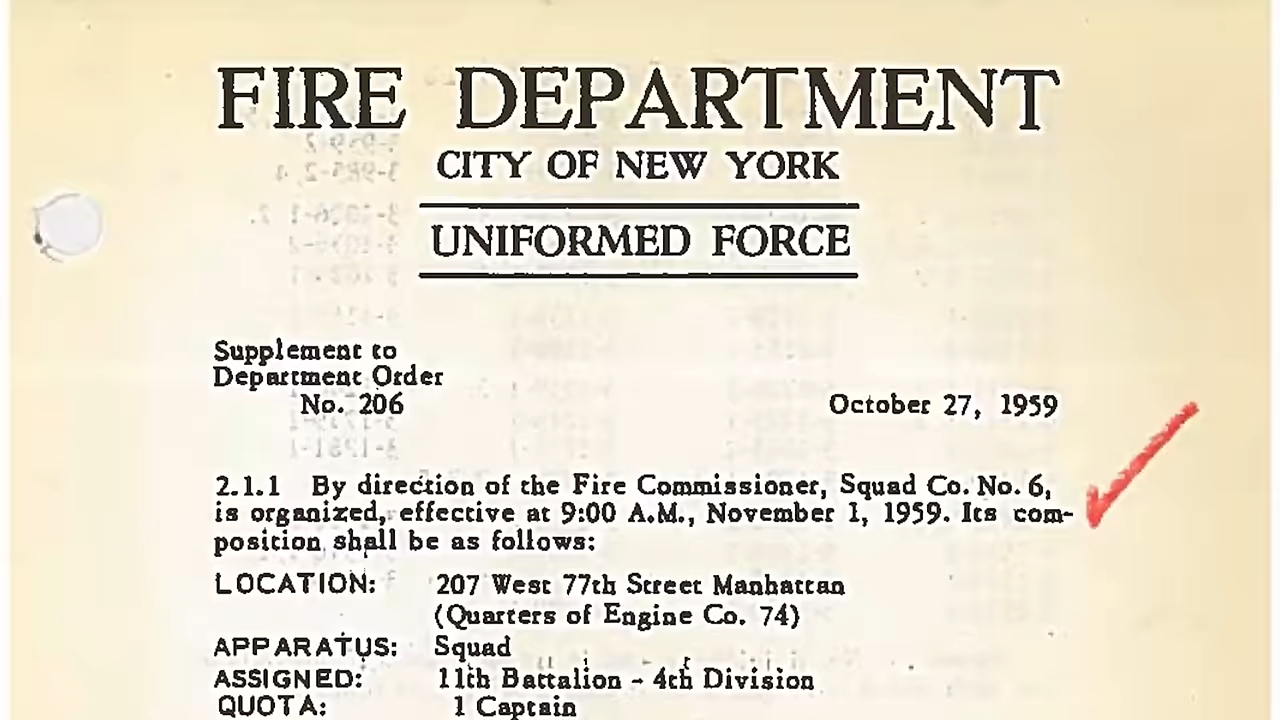 FIRE DEPARTMENT
CITY OF NEW YORK
UNIFORMED FORCE
Supplement to
Department Order
No. 206
October 27, 1959
2.1.1 By direction of the Fire Commissioner, Squad Co. No. 6,
is organized, effective at 9:00 A.M., November 1, 1959. Its com-
position shall be as follows:
LOCATION: 207 West 77th Street Manhattan
(Quarters of Engine Co. 74)
APPARATUS: Squad
ASSIGNED: 11th Battalion - 4th Division
QUOTA: 1 Captain